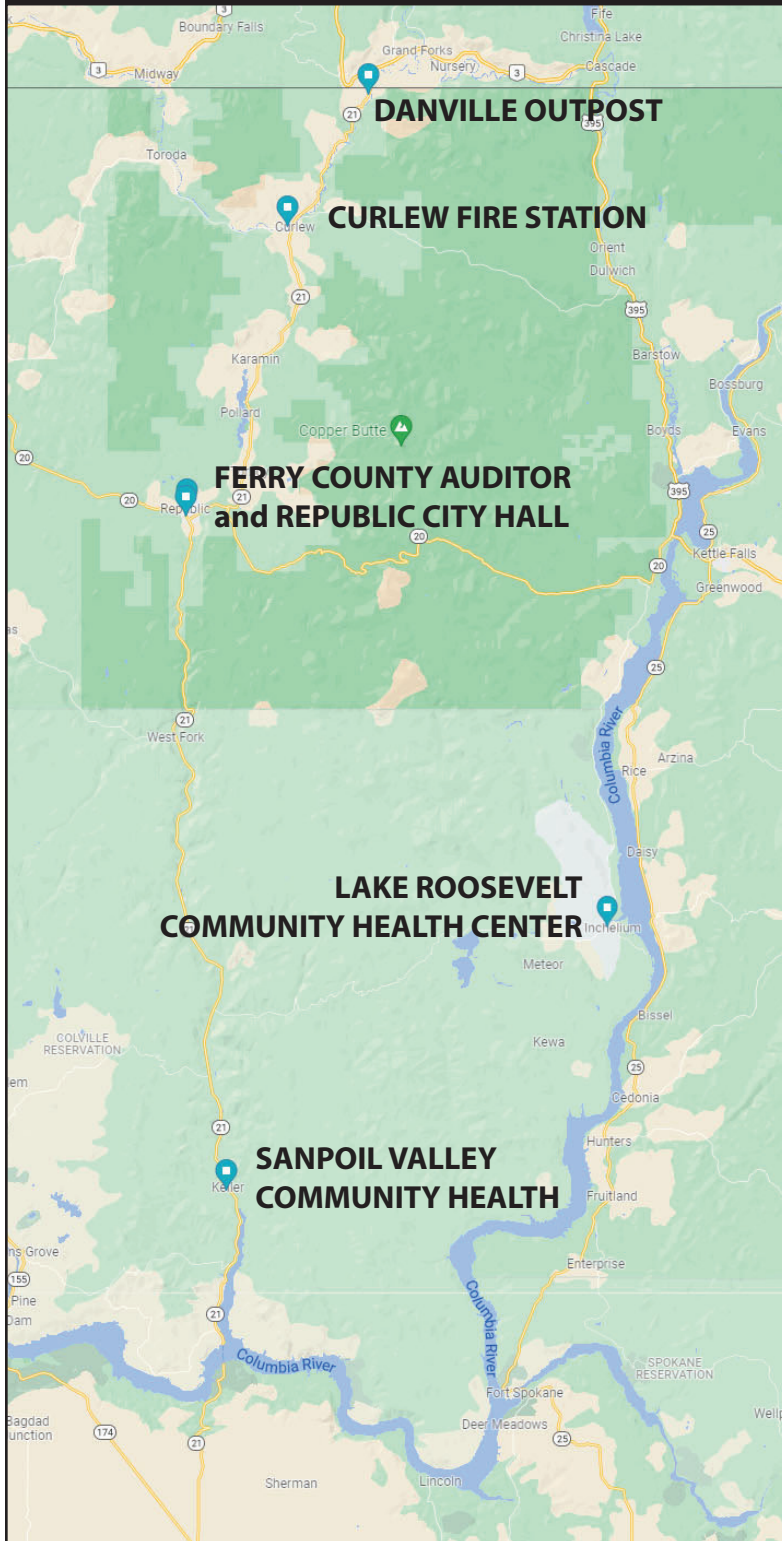 Fife
Boundary Falls
Christina Lake
Grand Forks
Nursery
Cascade
3
Midway
3
DANVILLE OUTPOST
21
395
Toroda
CURLEW FIRE STATION
Curlew
Orient
Dulwich
21
395
Karamin
Barstow
Bossburg
Pollard
Copper Butte
Boyds
Evans
20
FERRY COUNTY AUDITOR
and REPUBLIC CITY HALL
20
Republic
21
395
20
25
Kettle Falls
20
Greenwood
25
21
West Fork
Columbia River
Arzina
Rice
Daisy
LAKE ROOSEVELT
COMMUNITY HEALTH CENTER
21
Inchelium
Meteor
Bissel
COLVILLE
RESERVATION
Kewa
25
Cedonia
21
Hunters
SANPOIL VALLEY
COMMUNITY HEALTH
Keller
Fruitland
Enterprise
155
Pine
Dam
21
Columbia River
Columbia River
SPOKANE
RESERVATION
Fort Spokane
Deer Meadows
Bagdad
174
21
25
Sherman
Lincoln